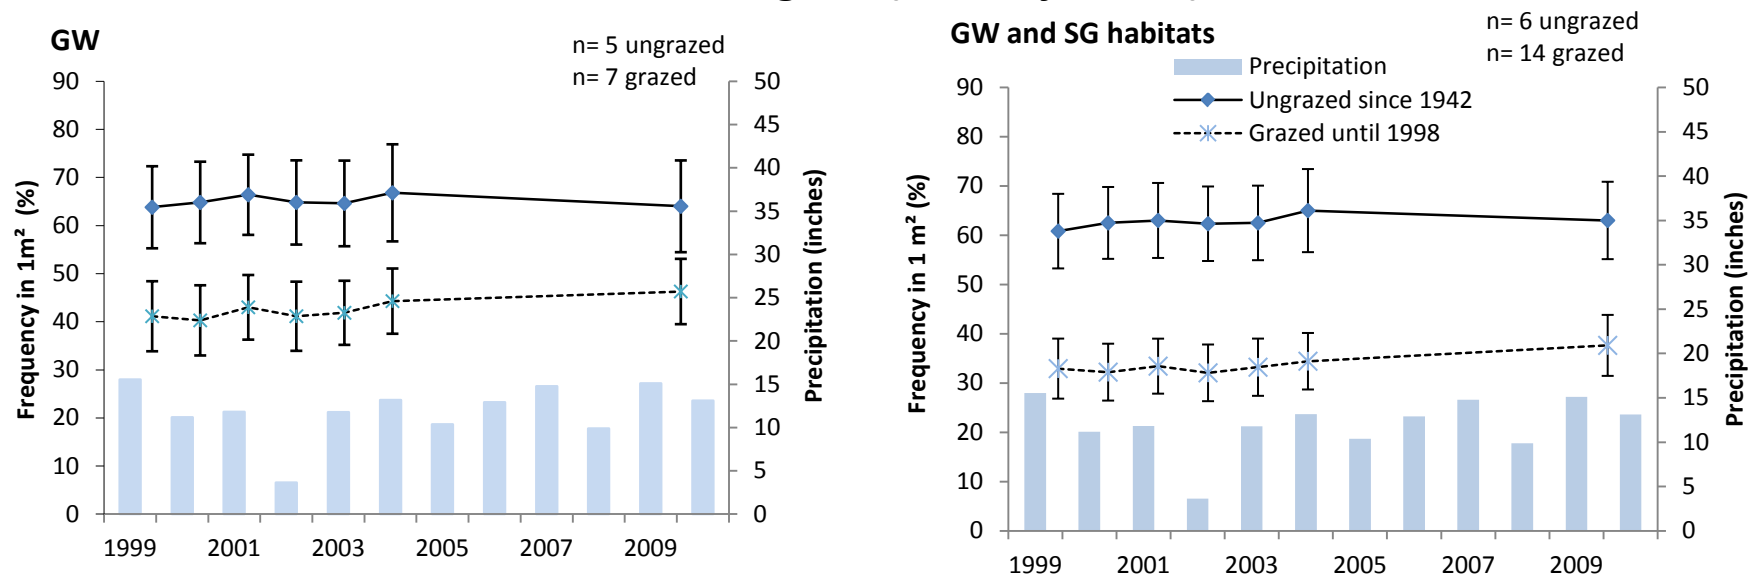 GW
n= 5 ungrazed
n= 7 grazed
90
80
70
60
50
40
30
20
10
0
Frequency in 1m² (%)
50
45
40
35
30
25
20
15
10
5
0
Precipitation (inches)
1999 2001 2003 2005 2007 2009
GW and SG habitats
n= 6 ungrazed
n= 14 grazed
Precipitation
Ungrazed since 1942
Grazed until 1998
90
80
70
60
50
40
30
20
10
0
Frequency in 1 m² (%)
50
45
40
35
30
25
20
15
10
5
0
Precipitation (inches)
1999 2001 2003 2005 2007 2009